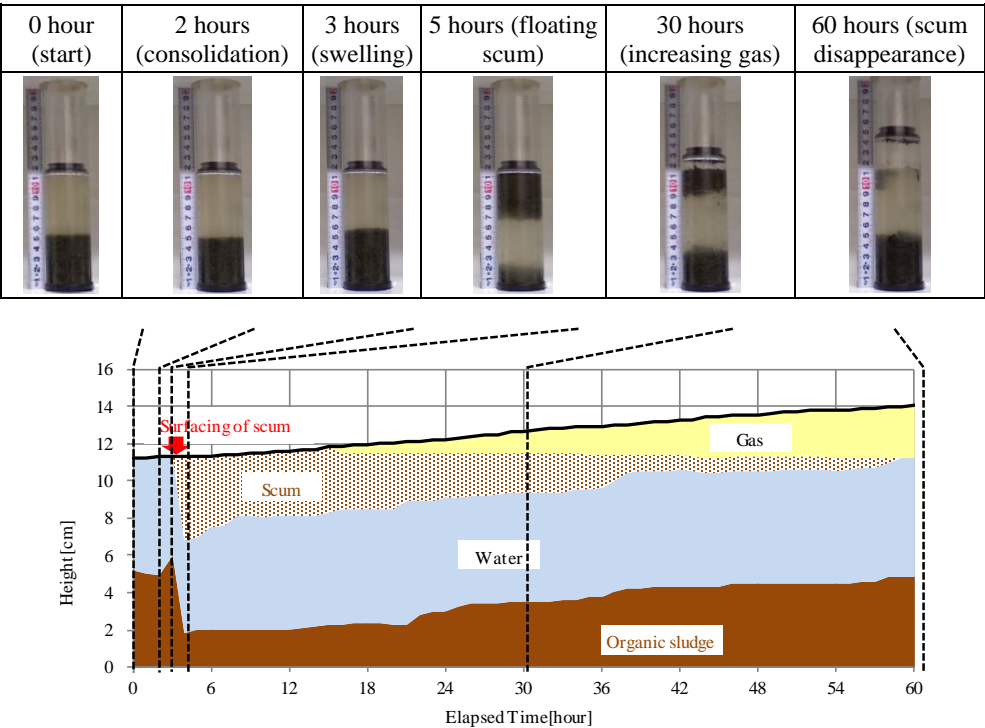 0 hour
(start)
2 hours
(consolidation)
3 hours
(swelling)
5 hours (floating
scum)
30 hours
(increasing gas)
60 hours (scum
disappearance)
16
14
12
10
8
6
4
2
0
Height[cm]
Surfacing of scum
Scum
Gas
Water
Organic sludge
0
6
12
18
24
30
36
42
48
54
60
Elapsed Time[hour]